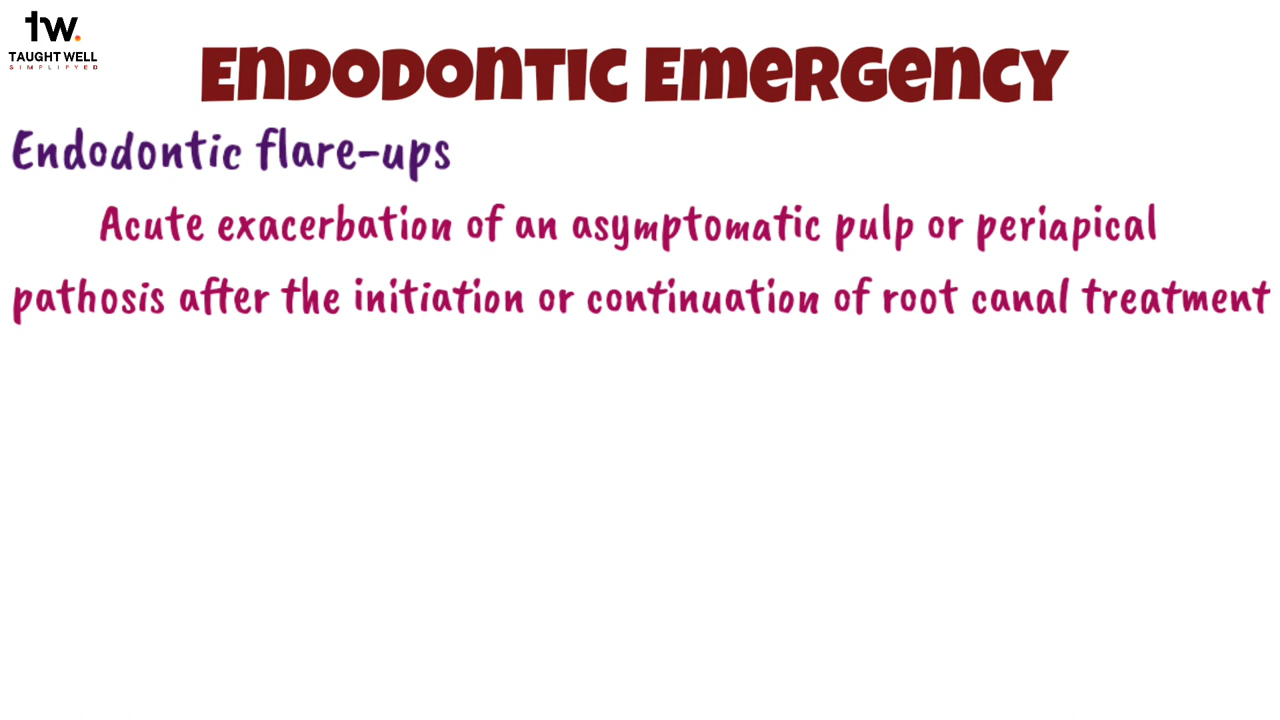 tw.
TAUGHT WELL
SIMPLIFYED
Endodontic Emergency
Endodontic flare-ups
Acute exacerbation of an asymptomatic pulp or periapical
pathosis after the initiation or continuation of root canal treatment